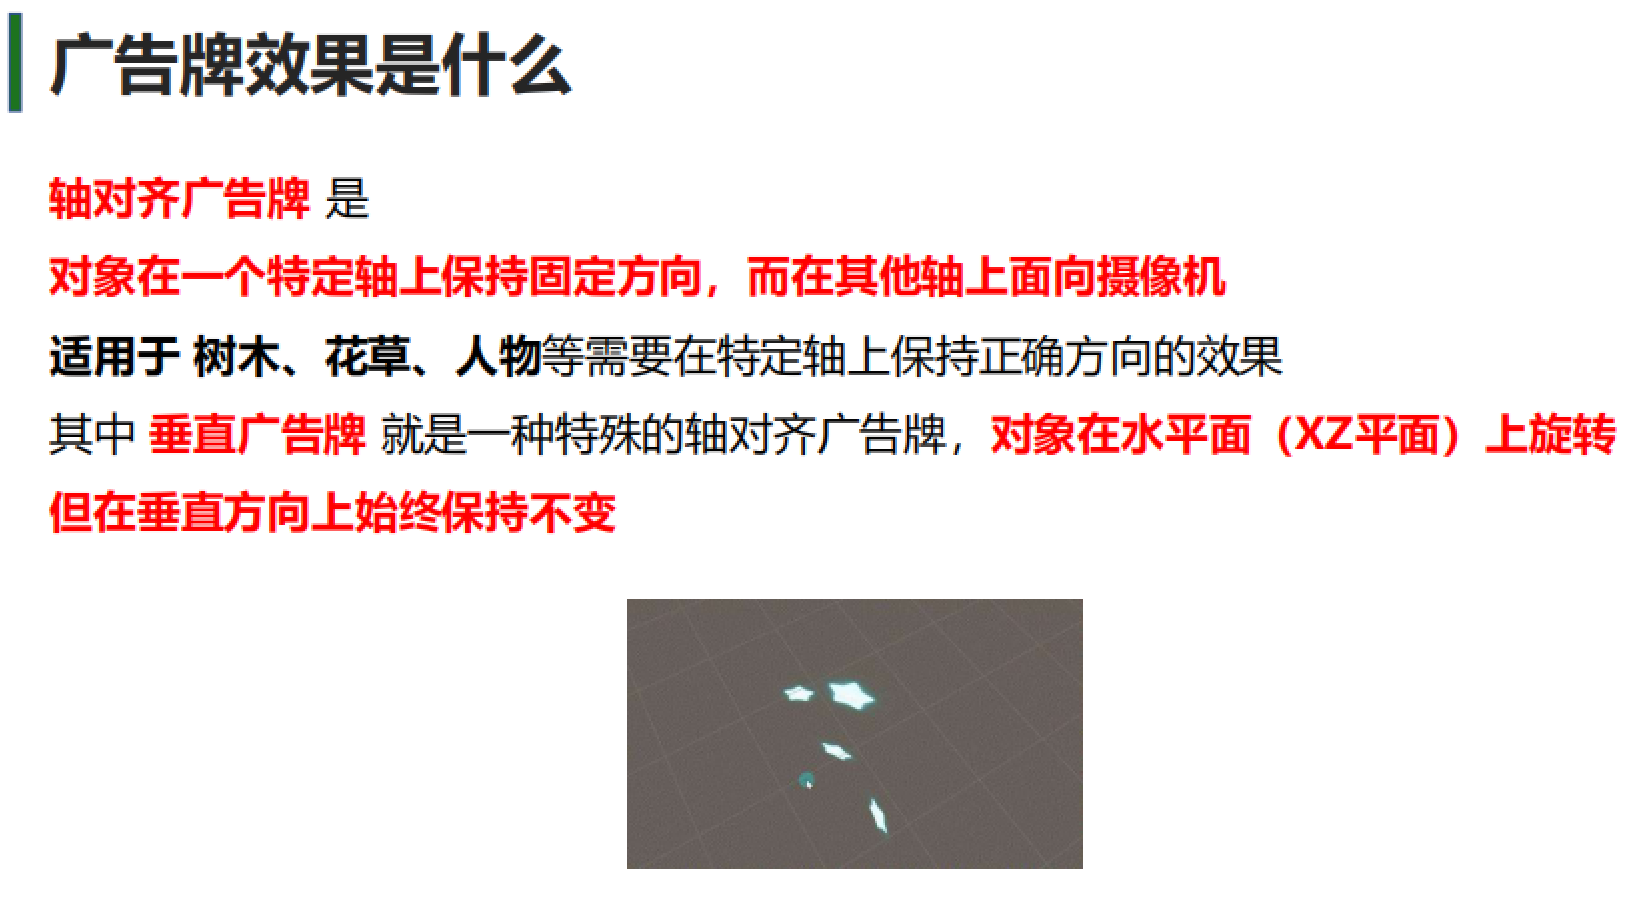 广告牌效果是什么
轴对齐广告牌 是
对象在一个特定轴上保持固定方向，而在其他轴上面向摄像机
适用于 树木、花草、人物等需要在特定轴上保持正确方向的效果
其中 垂直广告牌 就是一种特殊的轴对齐广告牌，对象在水平面（XZ平面）上旋转
但在垂直方向上始终保持不变